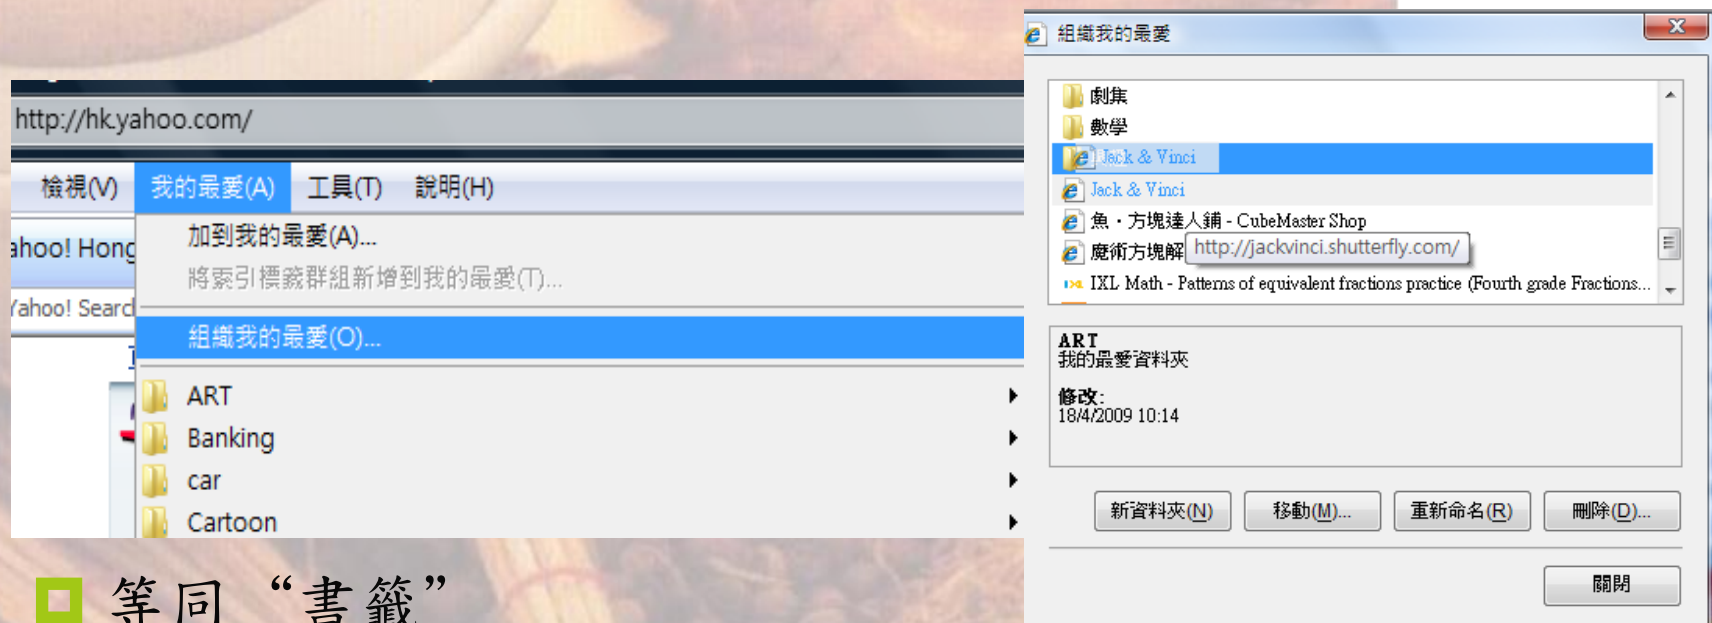 http://hk.yahoo.com/
檢視(V) 我的最愛(A) 工具(T) 說明(H)
ahoo! Hong
加到我的最愛(A)...
將索引標籤群組新增到我的最愛(T)...
Yahoo! Search
組織我的最愛(O)...
ART
Banking
car
Cartoon
等同 “書籤”
組織我的最愛
劇集
數學
Jack & Vinci
Jack & Vinci
魚・方塊達人鋪 - CubeMaster Shop
魔術方塊解
http://jackvinci.shutterfly.com/
IXL Math - Patterns of equivalent fractions practice (Fourth grade Fractions...
ART
我的最愛資料夾
修改:
18/4/2009 10:14
新資料夾(N) 移動(M)... 重新命名(R) 刪除(D)...
關閉